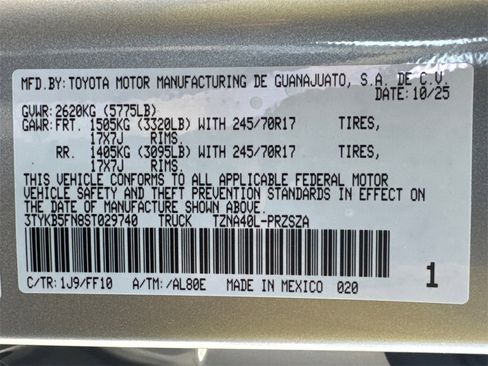 MFD.BY:TOYOTA MOTOR MANUFACTURING DE GUANAJUATO, S.A. DE C.V.
DATE:10/25
GVWR:2620KG (5775LB)
GAWR:FRT. 1505KG (3320LB) WITH 245/70R17 TIRES,
17X7J RIMS.
RR. 1405KG (3095LB) WITH 245/70R17 TIRES,
17X7J RIMS.
THIS VEHICLE CONFORMS TO ALL APPLICABLE FEDERAL MOTOR
VEHICLE SAFETY AND THEFT PREVENTION STANDARDS IN EFFECT ON
THE DATE OF MANUFACTURE SHOWN ABOVE.
3TYKB5FN8ST029740 TRUCK TZNA40L-PRZSZA
C/TR:1J9/FF10 A/TM:/AL80E MADE IN MEXICO 020 1